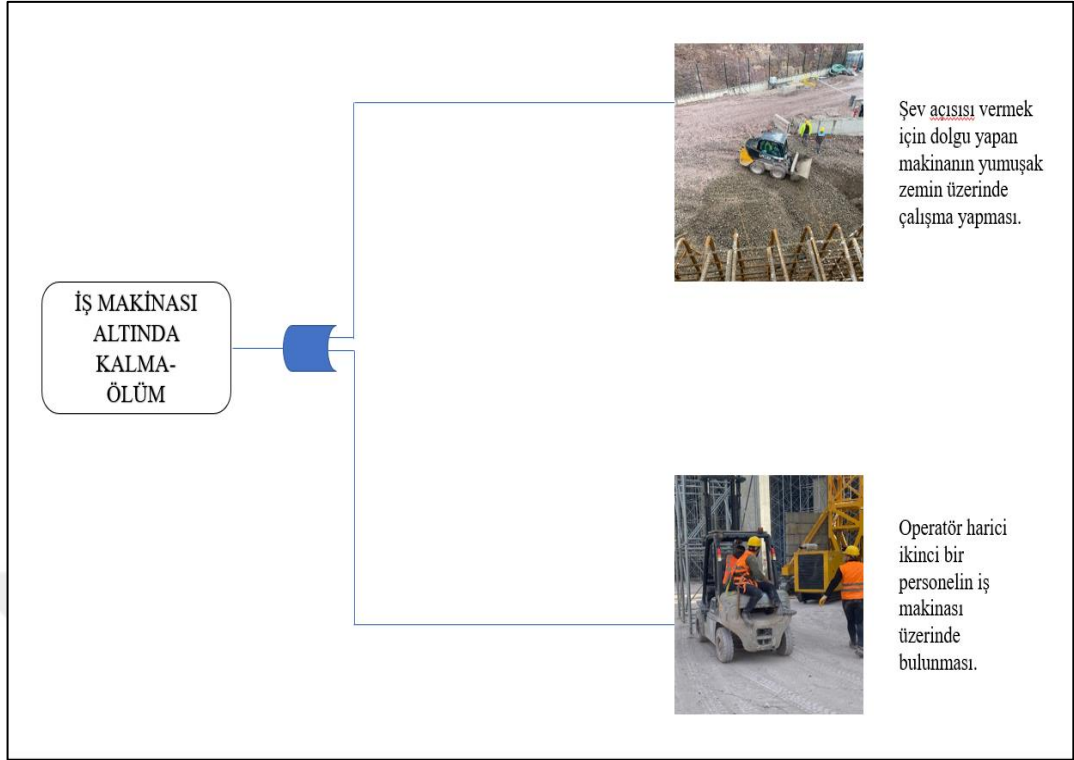 İŞ MAKİNASI
ALTINDA
KALMA-
ÖLÜM
Şev açısısı vermek
için dolgu yapan
makinanın yumuşak
zemin üzerinde
çalışma yapması.
Operatör harici
ikinci bir
personelin iş
makinası
üzerinde
bulunması.